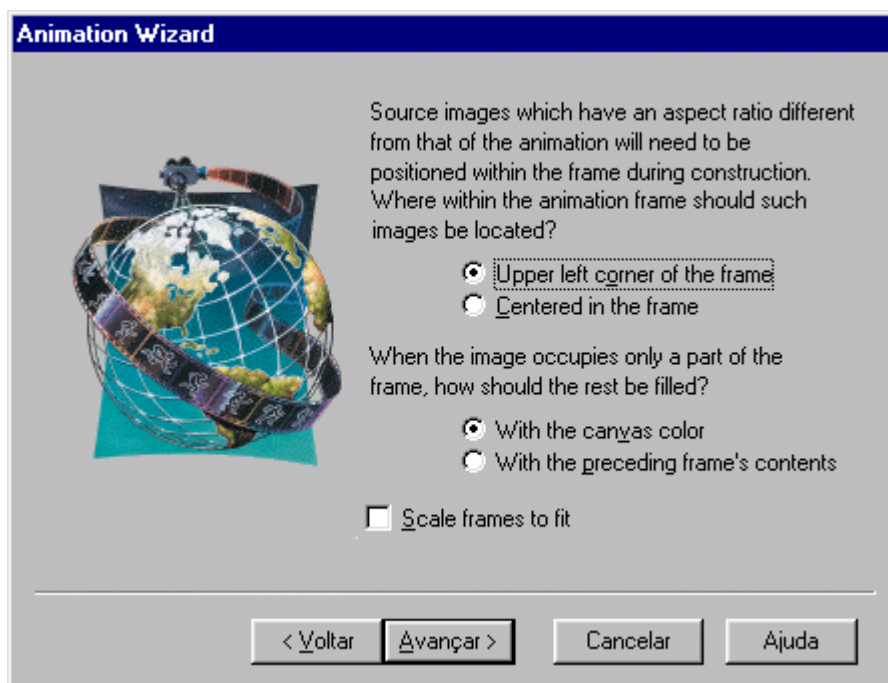 Animation Wizard
Source images which have an aspect ratio different
from that of the animation will need to be
positioned within the frame during construction.
Where within the animation frame should such
images be located?
Upper left corner of the frame
Centered in the frame
When the image occupies only a part of the
frame, how should the rest be filled?
With the canvas color
With the preceding frame's contents
Scale frames to fit
< Voltar Avançar > Cancelar Ajuda